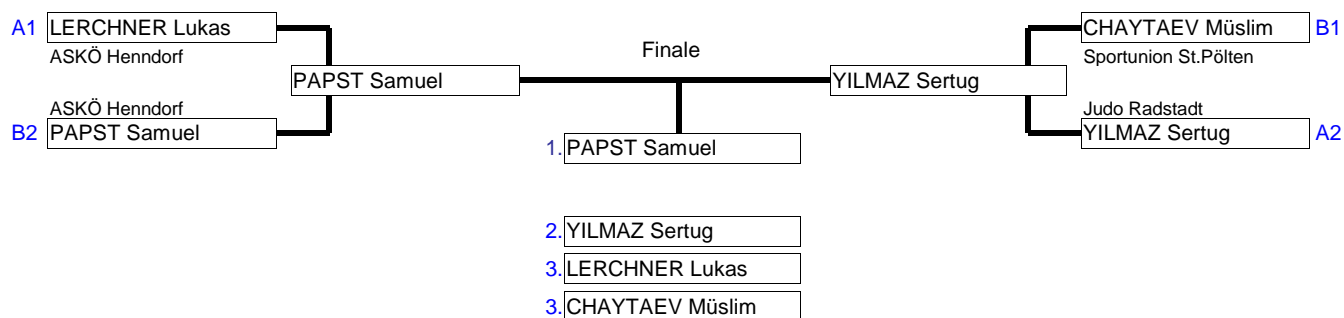 A1 LERCHNER Lukas
ASKÖ Henndorf
PAPST Samuel
ASKÖ Henndorf
B2 PAPST Samuel
Finale
CHAYTAEV Müslim B1
Sportunion St.Pölten
YILMAZ Sertug
Judo Radstadt
YILMAZ Sertug A2
1. PAPST Samuel
2. YILMAZ Sertug
3. LERCHNER Lukas
3. CHAYTAEV Müslim